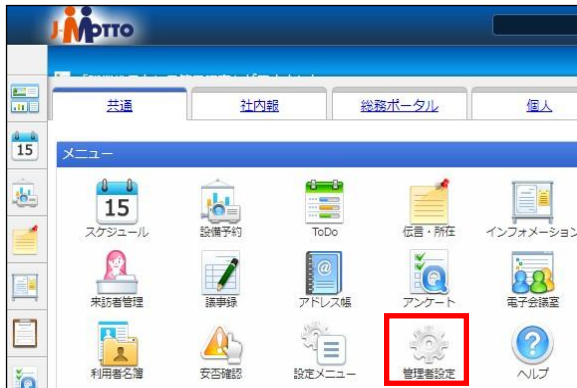 J-MOTTO
共通 社内報 総務ポータル 個人
15
メニュー
15
スケジュール 設備予約 ToDo 伝言・所在 インフォメーション
来訪者管理 議事録 アドレス帳 アンケート 電子会議室
利用者名簿 安否確認 設定メニュー 管理者設定 ヘルプ